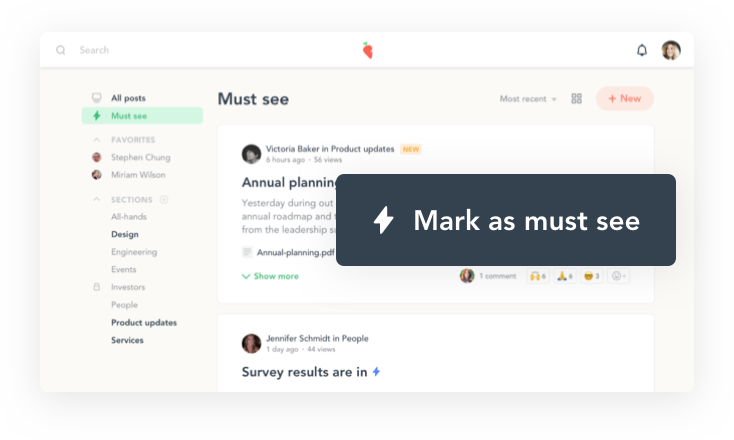 Search
All posts
Must see
FAVORITES
Stephen Chung
Miriam Wilson
SECTIONS
All-hands
Design
Engineering
Events
Investors
People
Product updates
Services
Must see
Most recent
+ New
Victoria Baker in Product updates NEW
6 hours ago · 56 views
Annual planning
Yesterday during out
annual roadmap and
from the leadership
Annual-planning.pdf
Show more
1 comment
6
6
3
Mark as must see
Jennifer Schmidt in People
1 day ago · 44 views
Survey results are in